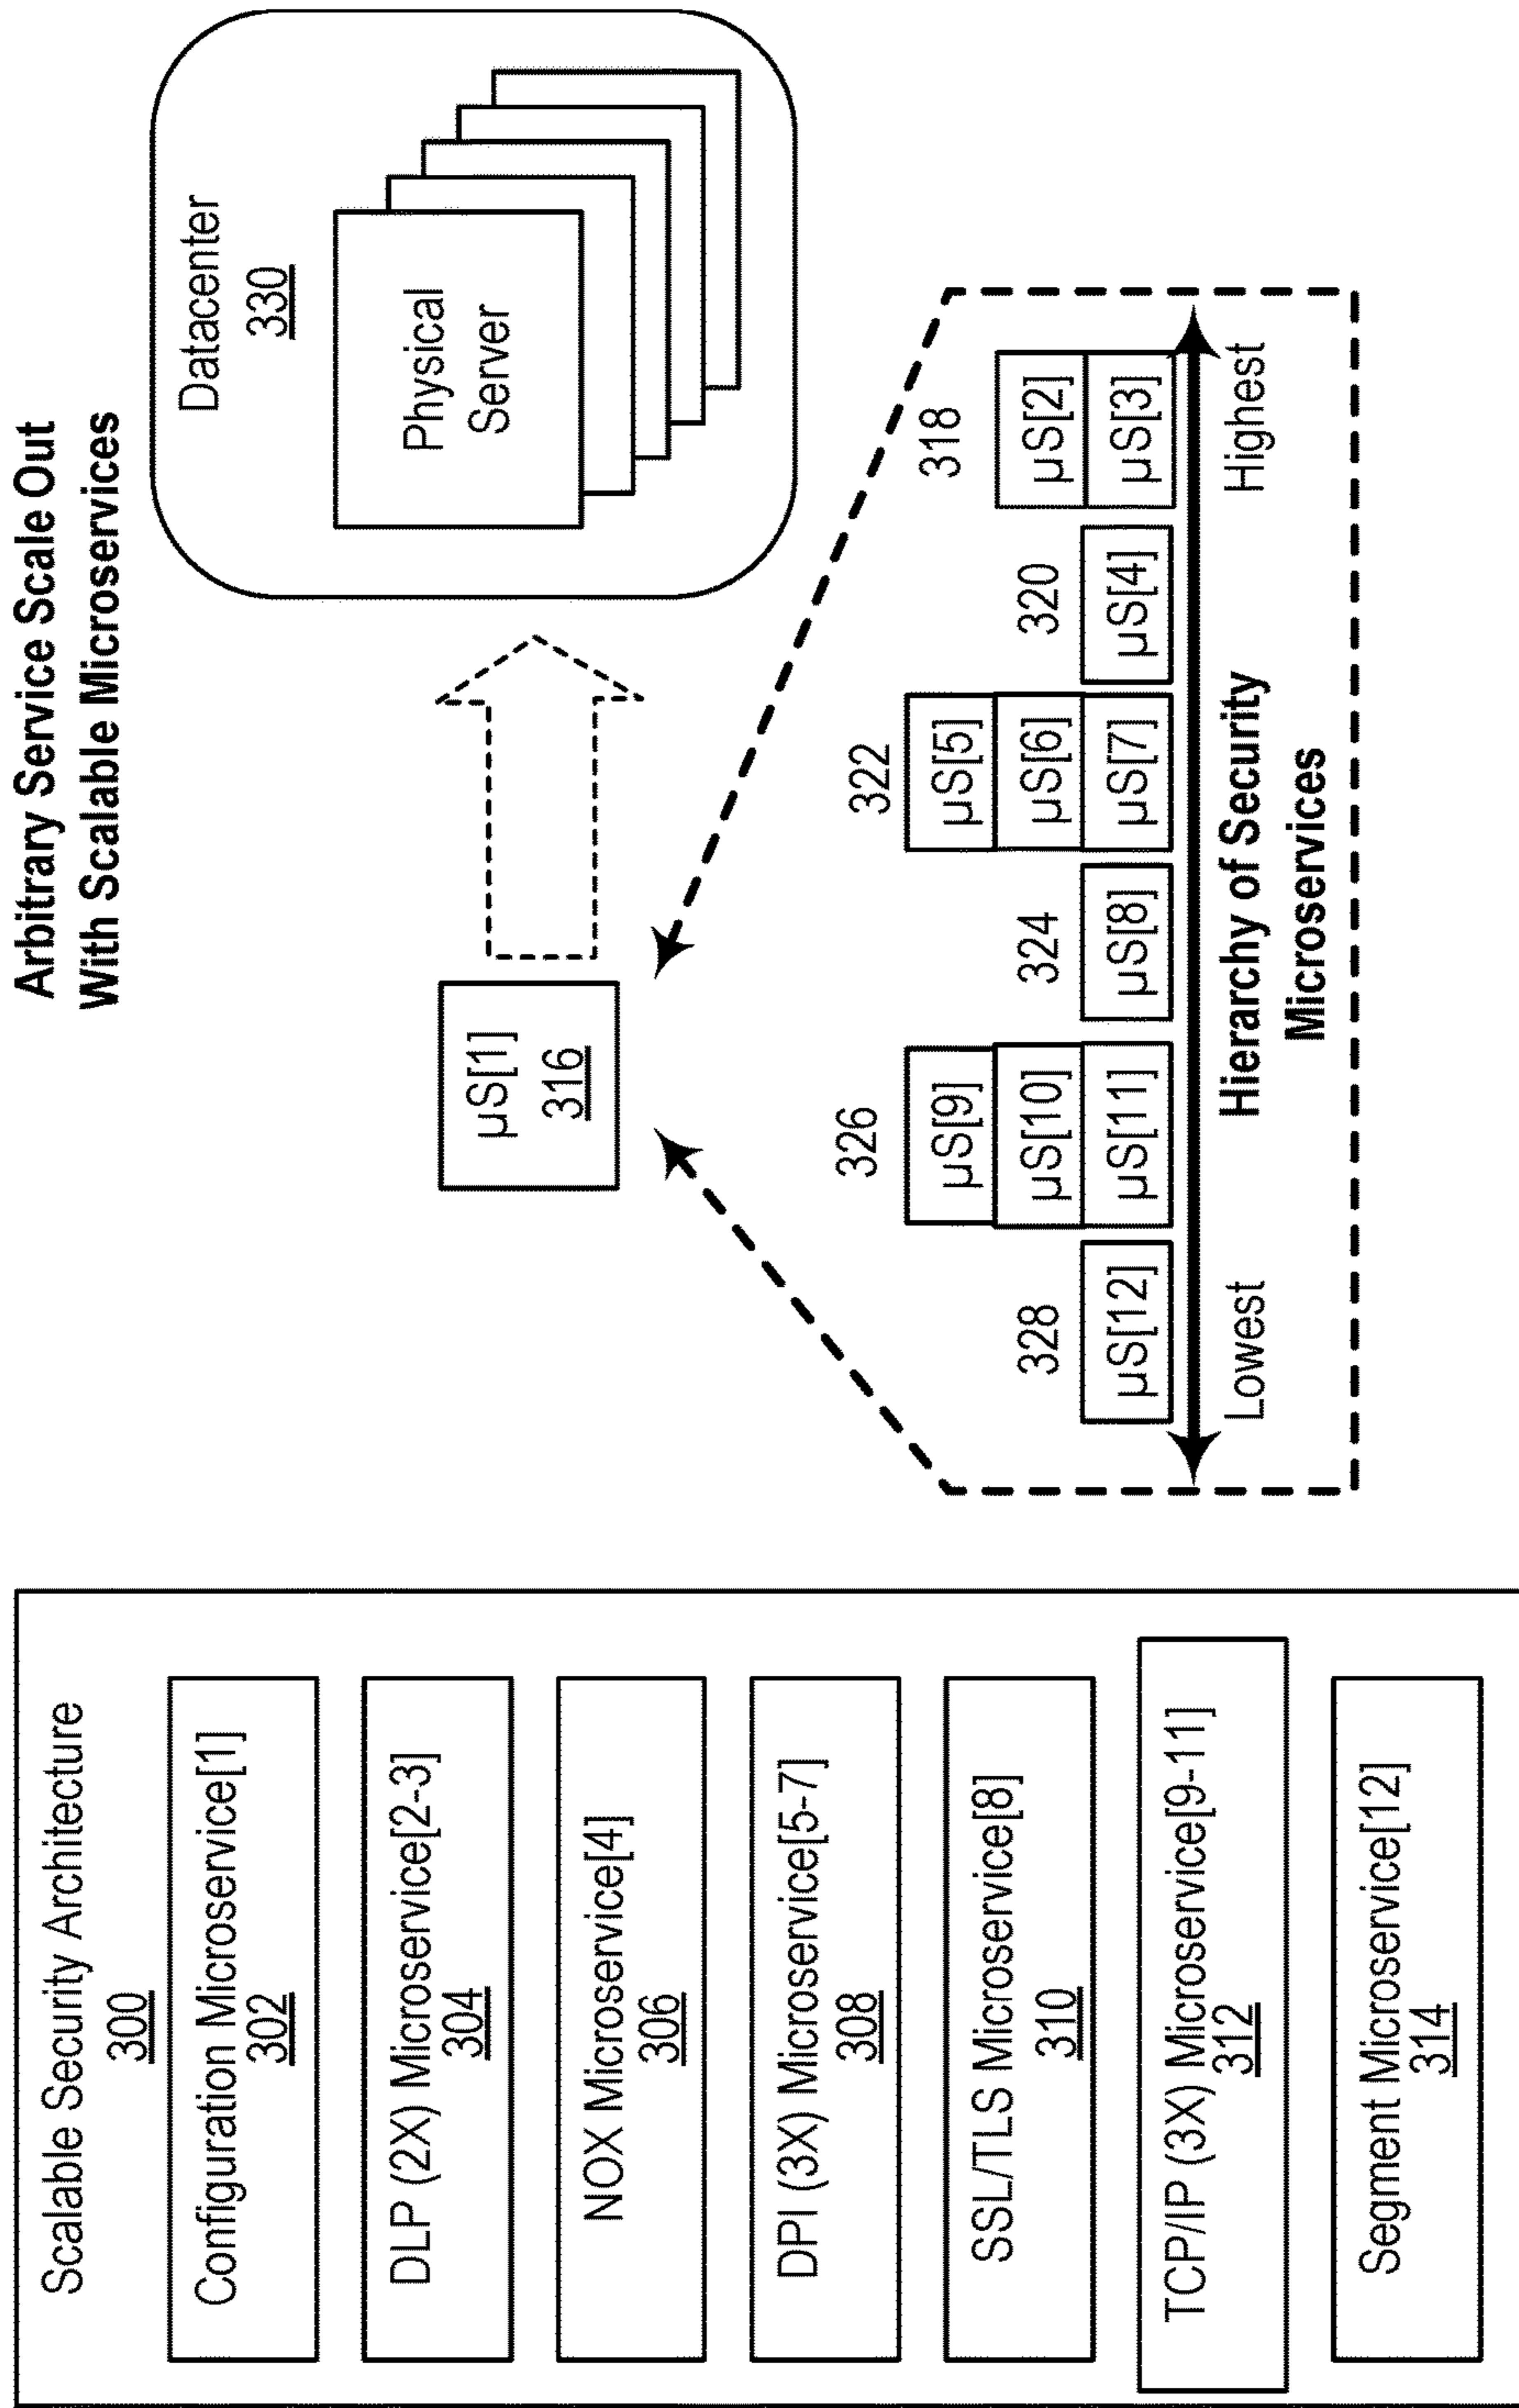 Scalable Security Architecture
300
Configuration Microservice[1]
302
DLP (2X) Microservice[2-3]
304
NOX Microservice[4]
306
DPI (3X) Microservice[5-7]
308
SSL/TLS Microservice[8]
310
TCP/IP (3X) Microservice[9-11]
312
Segment Microservice[12]
314
Arbitrary Service Scale Out
With Scalable Microservices
µS[1]
316
Datacenter
330
Physical
Server
328
µS[12]
326
µS[9]
µS[10]
µS[11]
324
µS[8]
322
µS[5]
µS[6]
µS[7]
320
µS[4]
318
µS[2]
µS[3]
Lowest
Highest
Hierarchy of Security
Microservices